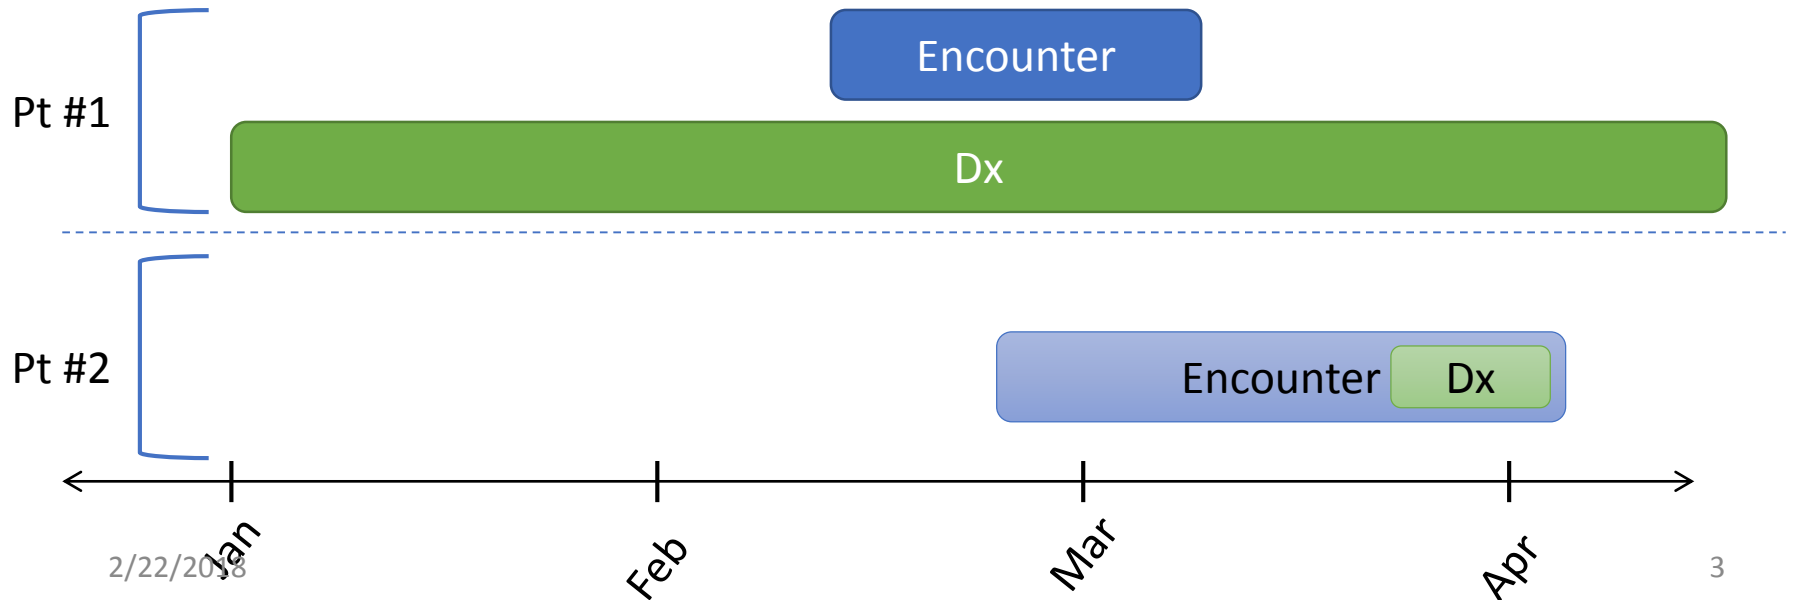 Encounter
Pt #1
Dx
Pt #2
Encounter Dx
Jan Feb Mar Apr
2/22/2018 3